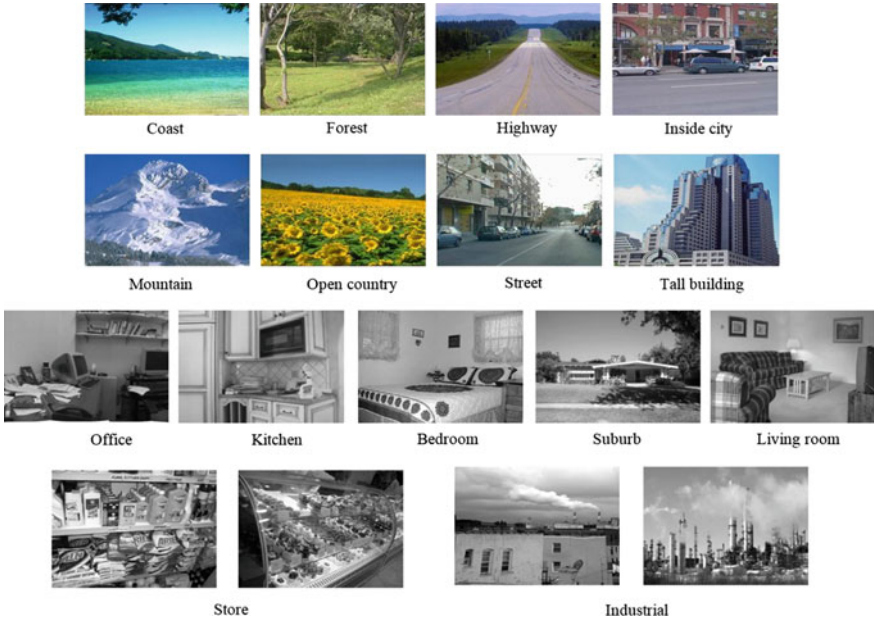 Coast Forest Highway Inside city
Mountain Open country Street Tall building
Office Kitchen Bedroom Suburb Living room
Store Industrial